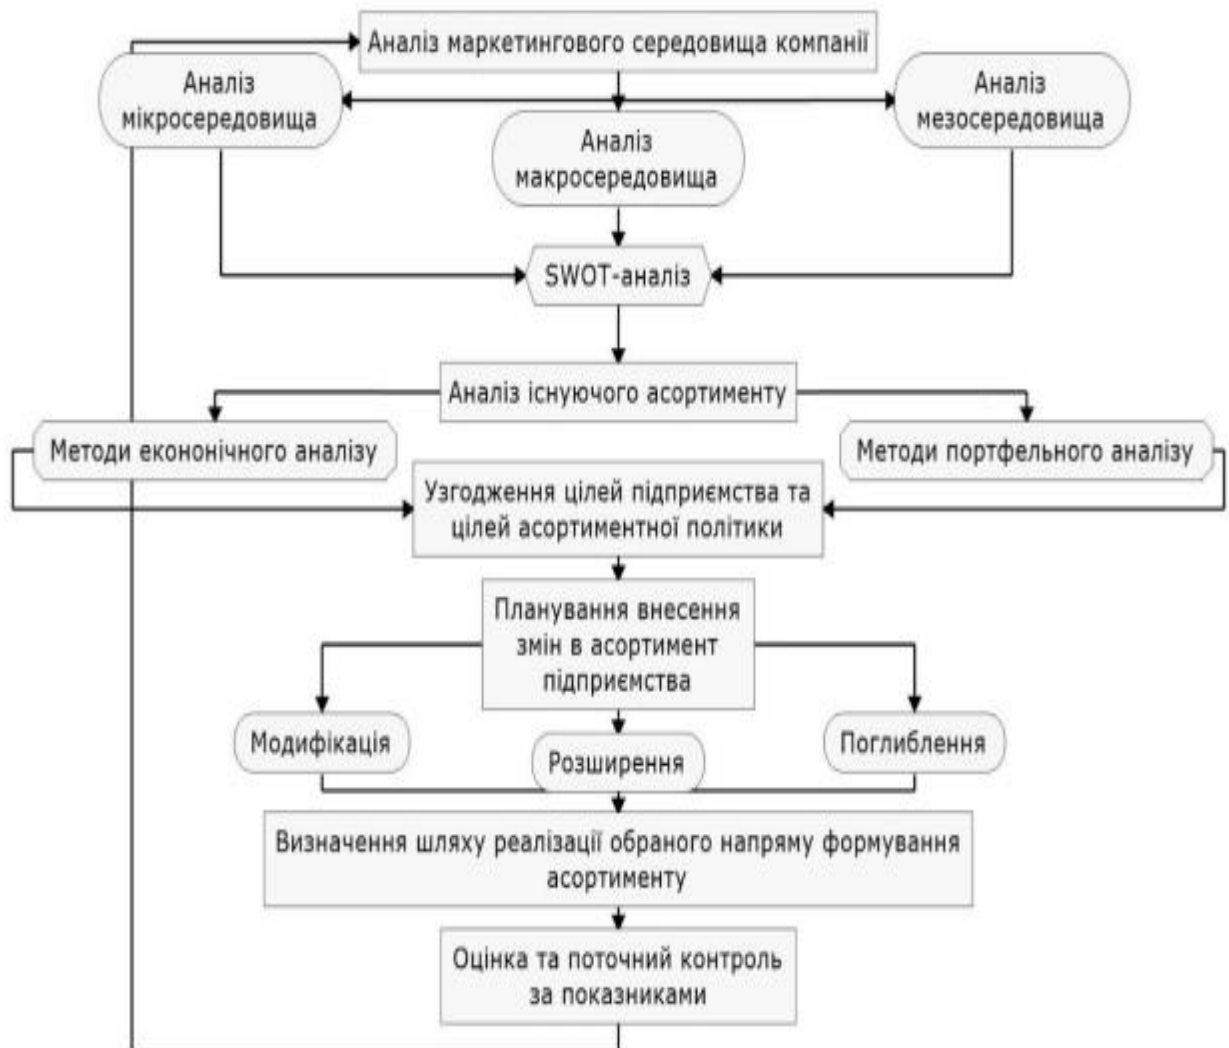 Аналіз маркетингового середовища компанії
Аналіз
мікросередовища
Аналіз
мезосередовища
Аналіз
макросередовища
SWOT-аналіз
Аналіз існуючого асортименту
Методи екононічного аналізу
Методи портфельного аналізу
Узгодження цілей підприємства та
цілей асортиментної політики
Планування внесення
змін в асортимент
підприємства
Модифікація
Розширення
Поглиблення
Визначення шляху реалізації обраного напряму формування
асортименту
Оцінка та поточний контроль
за показниками